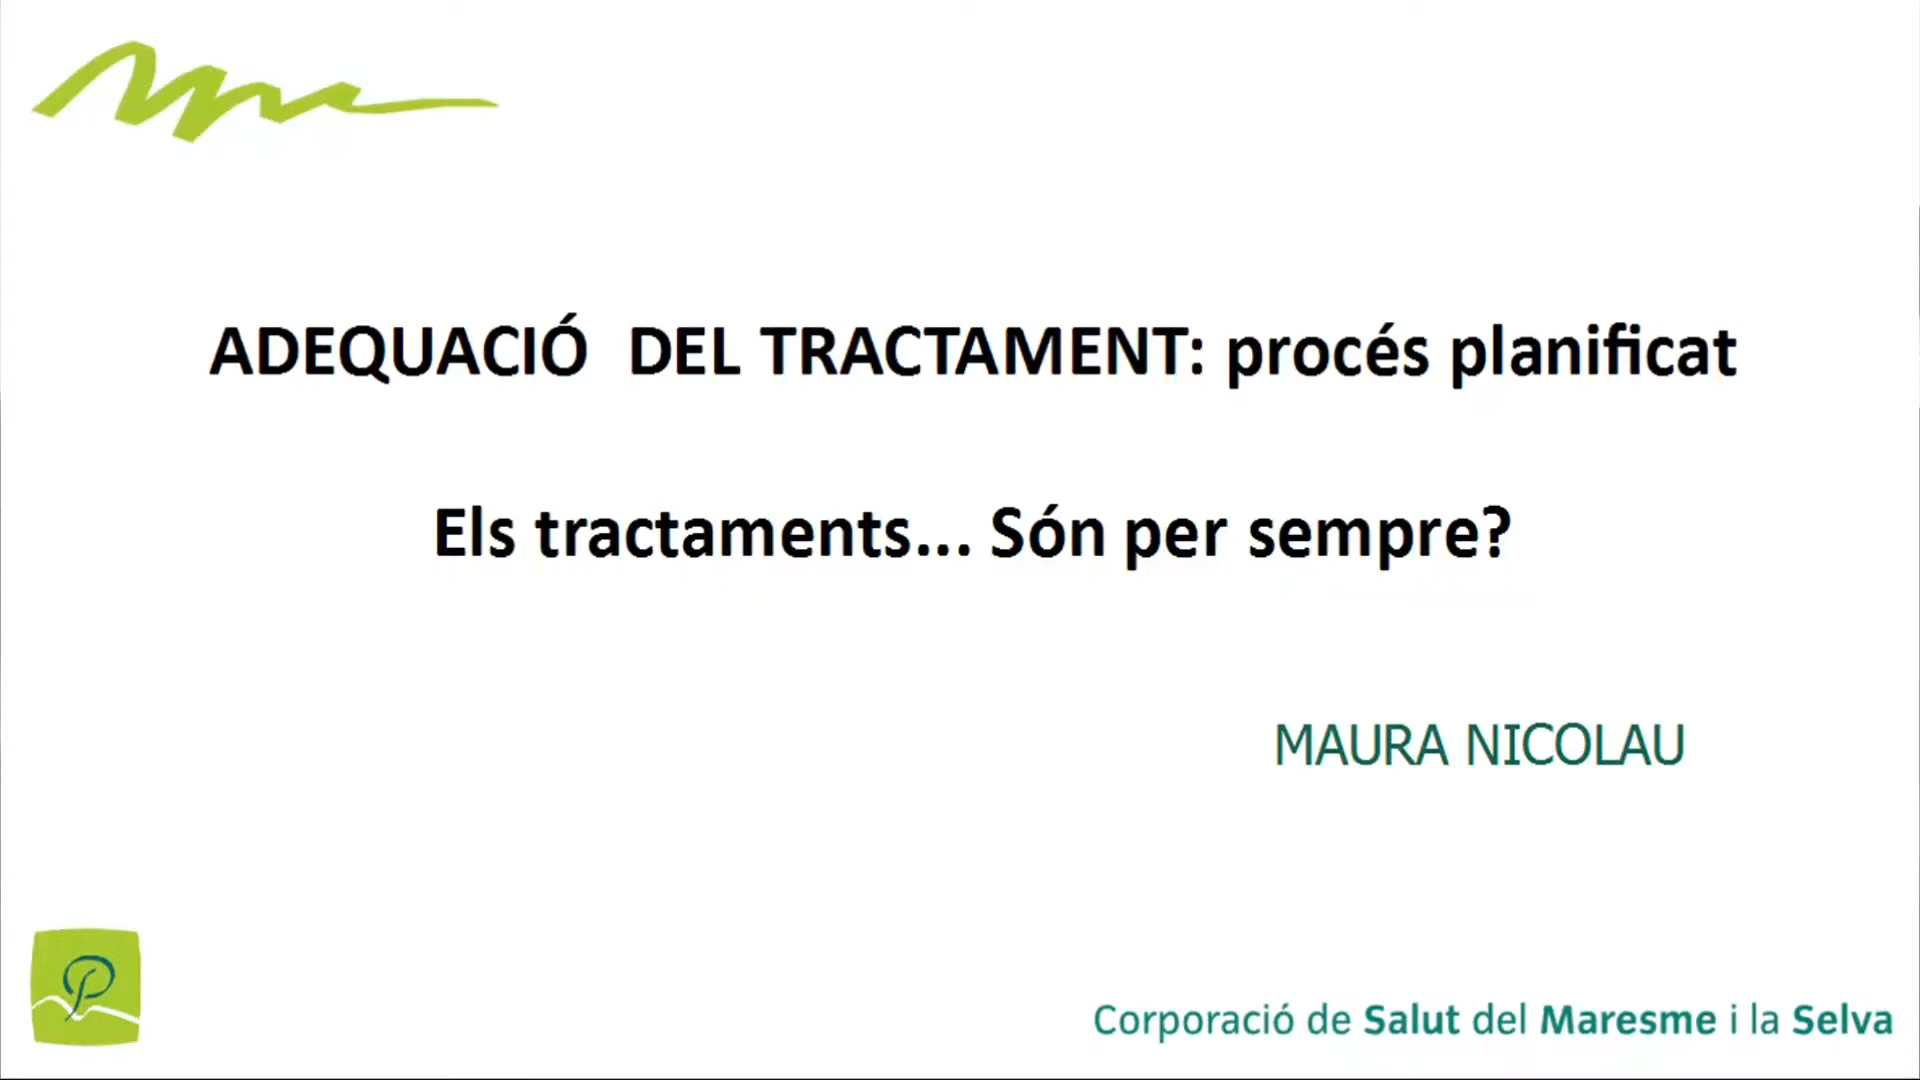 ADEQUACIÓ  DEL TRACTAMENT: procés planificat
Els tractaments... Són per sempre?
MAURA NICOLAU
P
Corporació de Salut del Maresme i la Selva